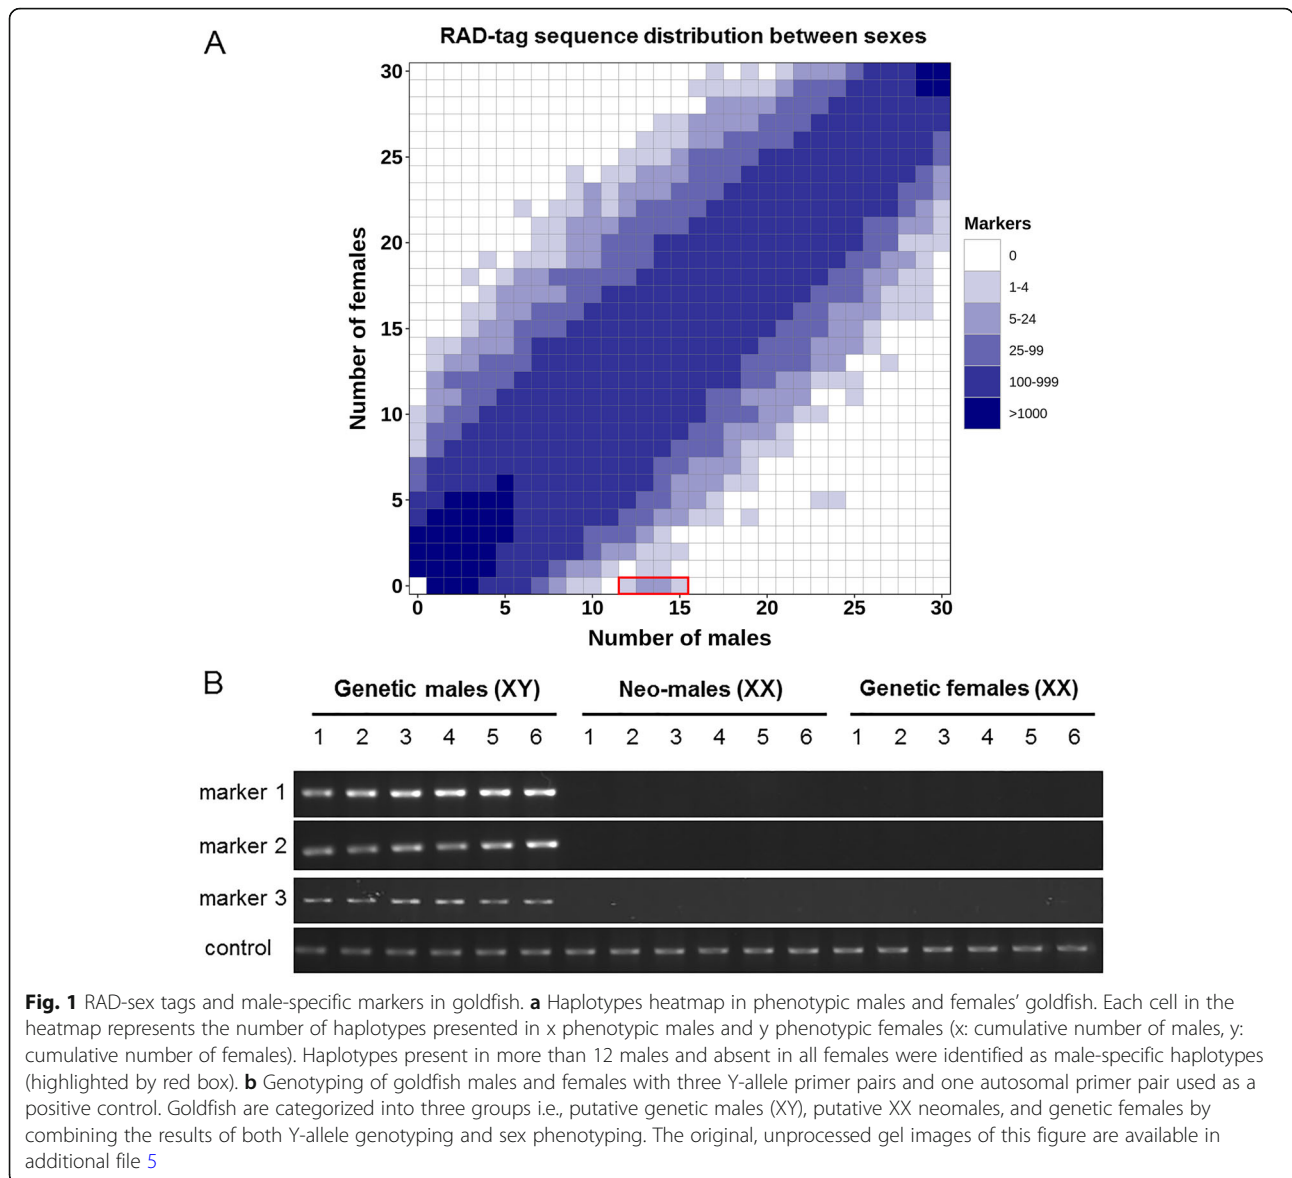 A
RAD-tag sequence distribution between sexes
30
25
20
15
10
5
0
Number of females
0 5 10 15 20 25 30
Number of males
Markers
0
1-4
5-24
25-99
100-999
>1000
B
Genetic males (XY) Neo-males (XX) Genetic females (XX)
1 2 3 4 5 6 1 2 3 4 5 6 1 2 3 4 5 6
marker 1
marker 2
marker 3
control
Fig. 1 RAD-sex tags and male-specific markers in goldfish. a Haplotypes heatmap in phenotypic males and females’ goldfish. Each cell in the
heatmap represents the number of haplotypes presented in x phenotypic males and y phenotypic females (x: cumulative number of males, y:
cumulative number of females). Haplotypes present in more than 12 males and absent in all females were identified as male-specific haplotypes
(highlighted by red box). b Genotyping of goldfish males and females with three Y-allele primer pairs and one autosomal primer pair used as a
positive control. Goldfish are categorized into three groups i.e., putative genetic males (XY), putative XX neomales, and genetic females by
combining the results of both Y-allele genotyping and sex phenotyping. The original, unprocessed gel images of this figure are available in
additional file 5